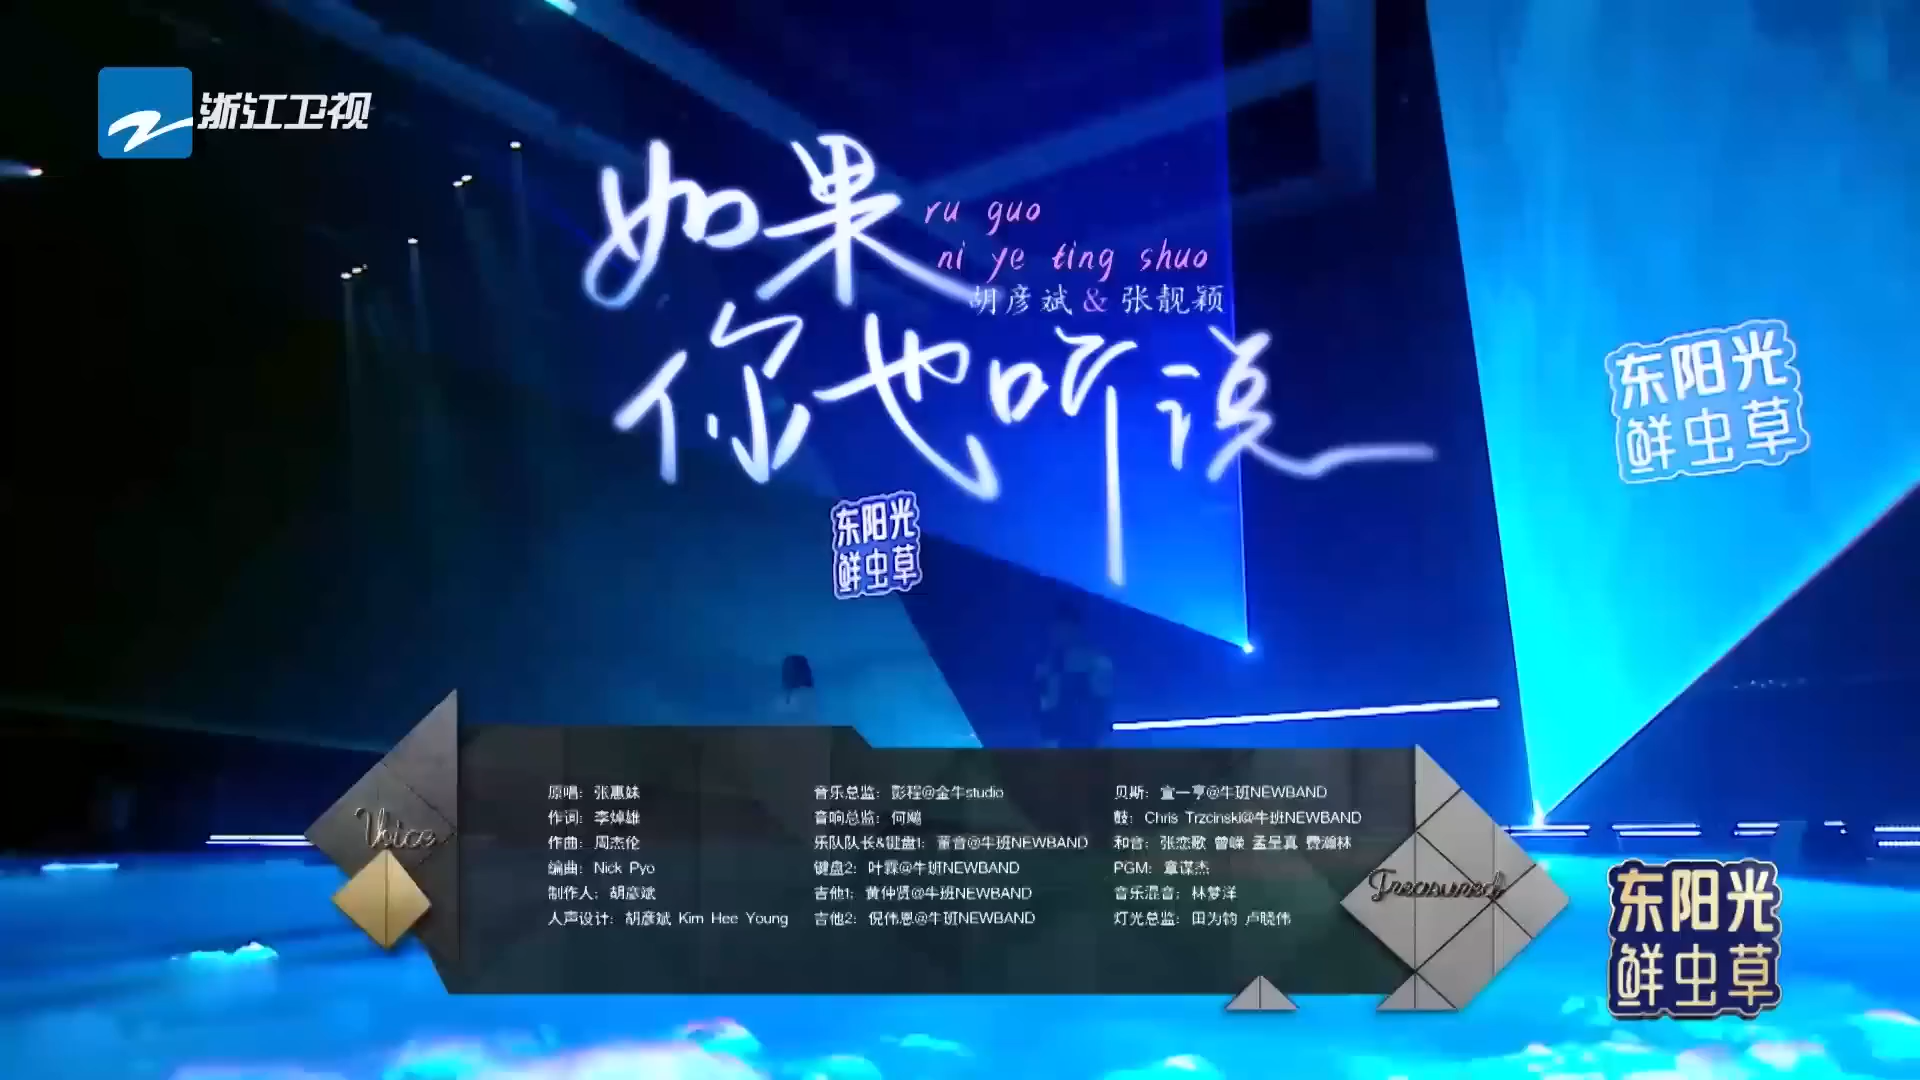 浙江卫视
如果
ru guo
ni ye ting shuo
胡彦斌 & 张靓颖
你也听说
东阳光
鲜虫草
东阳光
鲜虫草
Voice
原唱：张惠妹
作词：李焯雄
作曲：周杰伦
编曲：Nick Pyo
制作人：胡彦斌
人声设计：胡彦斌 Kim Hee Young
音乐总监：彭程@金牛studio
音响总监：何飚
乐队队长&键盘1：董音@牛班NEWBAND
键盘2：叶霖@牛班NEWBAND
吉他1：黄仲贤@牛班NEWBAND
吉他2：倪伟恩@牛班NEWBAND
贝斯：宣一亨@牛班NEWBAND
鼓：Chris Trzcinski@牛班NEWBAND
和音：张恋歌 曾嵘 孟呈真 费瀚林
PGM：章谋杰
音乐混音：林梦洋
灯光总监：田为钧 卢晓伟
Treasured
东阳光
鲜虫草